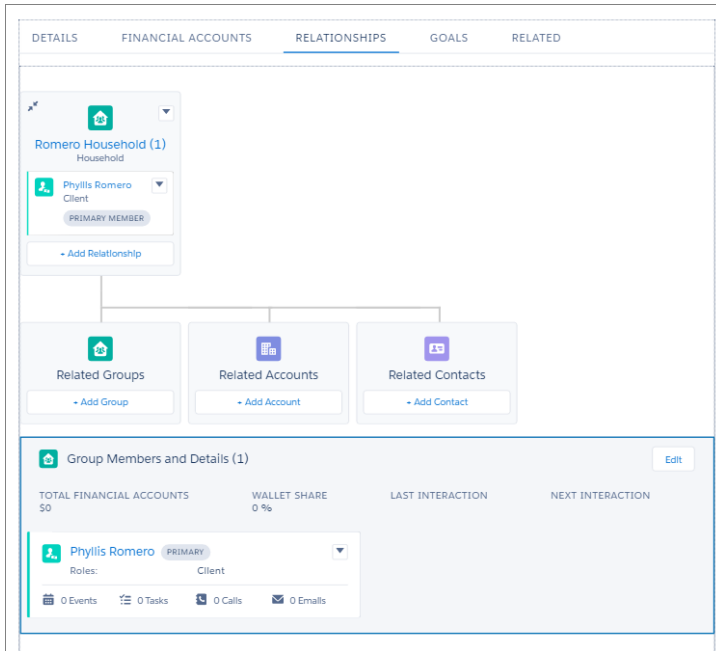 DETAILS FINANCIAL ACCOUNTS RELATIONSHIPS GOALS RELATED
Romero Household (1)
Household
Phyllis Romero
Client
PRIMARY MEMBER
+ Add Relationship
Related Groups
+ Add Group
Related Accounts
+ Add Account
Related Contacts
+ Add Contact
Group Members and Details (1)
Edit
TOTAL FINANCIAL ACCOUNTS WALLET SHARE LAST INTERACTION NEXT INTERACTION
$0 0 %
Phyllis Romero PRIMARY
Roles: Client
0 Events 0 Tasks 0 Calls 0 Emails